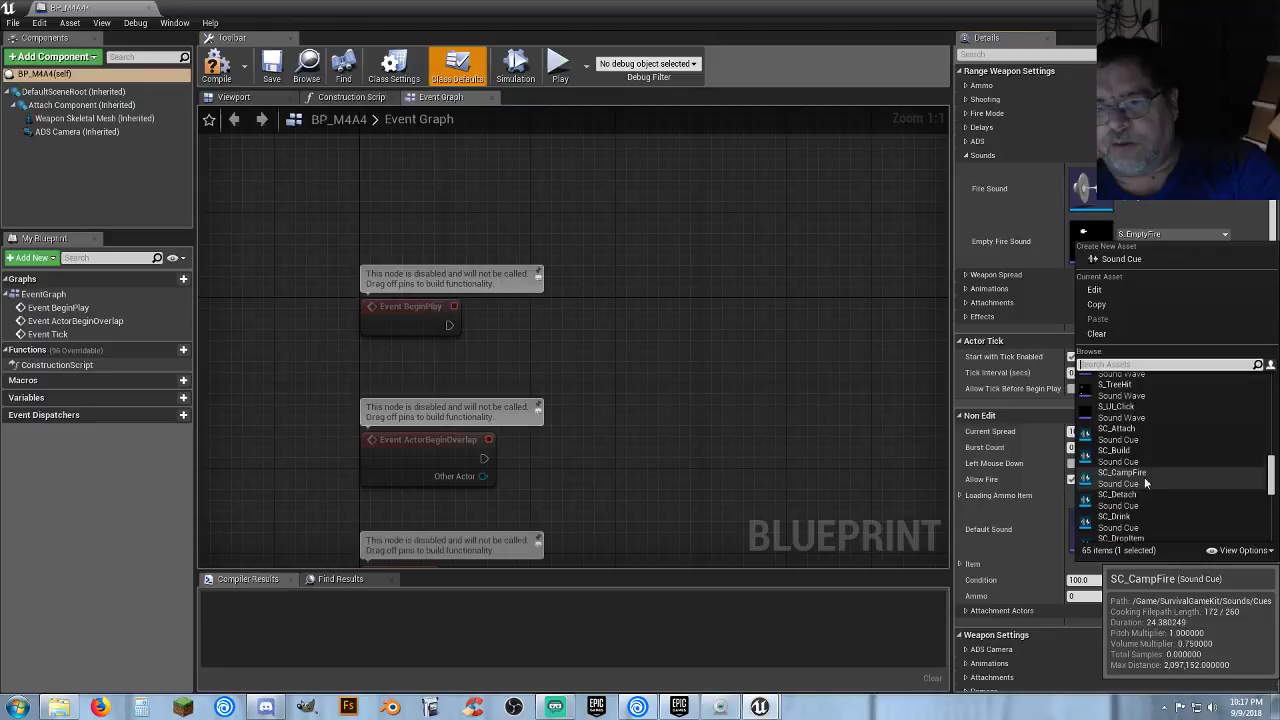 BP_M4A4*
File Edit Asset View Debug Window Help
Components
Toolbar
Details
+ Add Component
Search
Search
BP_M4A4(self)
DefaultSceneRoot (Inherited)
Attach Component (Inherited)
Weapon Skeletal Mesh (Inherited)
ADS Camera (Inherited)
Compile
Save
Browse
Find
Class Settings
Class Defaults
Simulation
Play
No debug object selected
Debug Filter
Viewport
Construction Scrip
Event Graph
BP_M4A4 > Event Graph
Zoom 1:1
My Blueprint
+ Add New
Search
Graphs
EventGraph
Event BeginPlay
Event ActorBeginOverlap
Event Tick
Functions (96 Overridable)
ConstructionScript
Macros
Variables
Event Dispatchers
This node is disabled and will not be called.
Drag off pins to build functionality.
Event BeginPlay
This node is disabled and will not be called.
Drag off pins to build functionality.
Event ActorBeginOverlap
Other Actor
This node is disabled and will not be called.
Drag off pins to build functionality.
BLUEPRINT
Compiler Results
Find Results
Clear
Range Weapon Settings
Ammo
Shooting
Fire Mode
Delays
ADS
Sounds
Fire Sound
Empty Fire Sound
S_EmptyFire
Weapon Spread
Animations
Attachments
Effects
Actor Tick
Start with Tick Enabled
Tick Interval (secs)
Allow Tick Before Begin Play
Non Edit
Current Spread
Burst Count
Left Mouse Down
Allow Fire
Loading Ammo Item
Default Sound
Item
Condition
100.0
Ammo
0
Attachment Actors
Weapon Settings
ADS Camera
Animations
Attachments
Create New Asset
Sound Cue
Current Asset
Edit
Copy
Paste
Clear
Browse
Search Assets
Sound Wave
S_TreeHit
Sound Wave
S_UI_Click
Sound Wave
SC_Attach
Sound Cue
SC_Build
Sound Cue
SC_CampFire
Sound Cue
SC_Detach
Sound Cue
SC_Drink
Sound Cue
SC_DropItem
65 items (1 selected)
View Options
SC_CampFire (Sound Cue)
Path: /Game/SurvivalGameKit/Sounds/Cues
Cooking Filepath Length: 172 / 260
Duration: 24.380249
Pitch Multiplier: 1.000000
Volume Multiplier: 0.750000
Total Samples: 0.000000
Max Distance: 2,097,152.000000
10:17 PM
9/9/2018